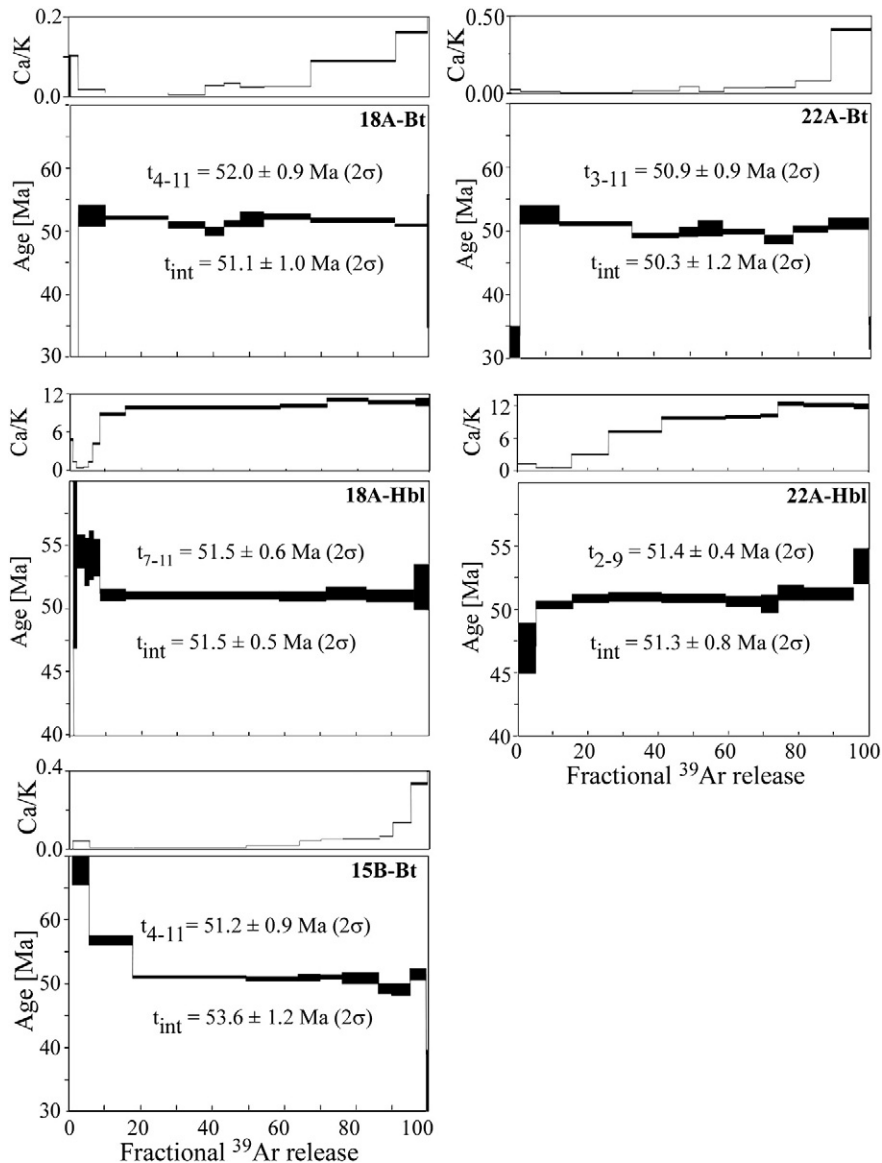 0.2
Ca/K
0.0
18A-Bt
60
t4-11 = 52.0 ± 0.9 Ma (2σ)
50
Age [Ma]
tint = 51.1 ± 1.0 Ma (2σ)
40
30
0.50
Ca/K
0.00
22A-Bt
60
t3-11 = 50.9 ± 0.9 Ma (2σ)
50
Age [Ma]
45
tint = 50.3 ± 1.2 Ma (2σ)
40
30
12
Ca/K
6
0
18A-Hbl
55
t7-11 = 51.5 ± 0.6 Ma (2σ)
Age [Ma]
50
tint = 51.5 ± 0.5 Ma (2σ)
45
40
12
Ca/K
6
0
22A-Hbl
55
t2-9 = 51.4 ± 0.4 Ma (2σ)
Age [Ma]
50
tint = 51.3 ± 0.8 Ma (2σ)
45
40
0 20 40 60 80 100
Fractional ³⁹Ar release
0.4
Ca/K
0.0
15B-Bt
60
t4-11 = 51.2 ± 0.9 Ma (2σ)
Age [Ma]
50
tint = 53.6 ± 1.2 Ma (2σ)
40
30
0 20 40 60 80 100
Fractional ³⁹Ar release